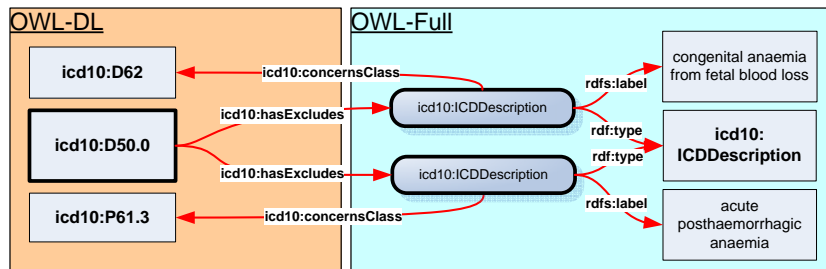 OWL-DL
icd10:D62
icd10:D50.0
icd10:P61.3
icd10:concernsClass
icd10:hasExcludes
icd10:hasExcludes
icd10:concernsClass
OWL-Full
icd10:ICDDescription
icd10:ICDDescription
rdfs:label
rdf:type
rdf:type
rdfs:label
congenital anaemia
from fetal blood loss
icd10:
ICDDescription
acute
posthaemorrhagic
anaemia